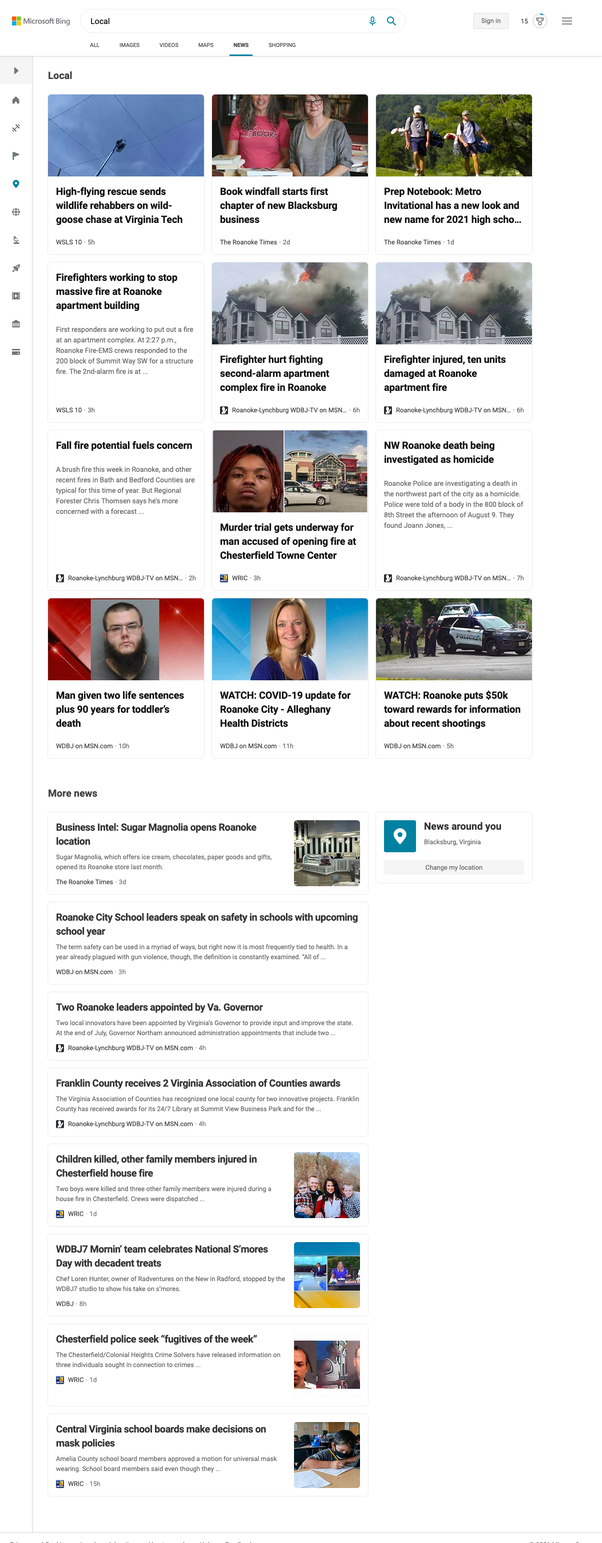 Microsoft Bing
Local
Sign in
15
ALL
IMAGES
VIDEOS
MAPS
NEWS
SHOPPING
Local
High-flying rescue sends
wildlife rehabbers on wild-
goose chase at Virginia Tech
WSLS 10 · 5h
Book windfall starts first
chapter of new Blacksburg
business
The Roanoke Times · 2d
Prep Notebook: Metro
Invitational has a new look and
new name for 2021 high scho...
The Roanoke Times · 1d
Firefighters working to stop
massive fire at Roanoke
apartment building
First responders are working to put out a fire
at an apartment complex. At 2:27 p.m.,
Roanoke Fire-EMS crews responded to the
200 block of Summit Way SW for a structure
fire. The 2nd-alarm fire is at ...
WSLS 10 · 3h
Firefighter hurt fighting
second-alarm apartment
complex fire in Roanoke
Roanoke-Lynchburg WDBJ-TV on MSN... · 6h
Firefighter injured, ten units
damaged at Roanoke
apartment fire
Roanoke-Lynchburg WDBJ-TV on MSN... · 6h
Fall fire potential fuels concern
A brush fire this week in Roanoke, and other
recent fires in Bath and Bedford Counties are
typical for this time of year. But Regional
Forester Chris Thomsen says he's more
concerned with a forecast ...
Roanoke-Lynchburg WDBJ-TV on MSN... · 2h
Murder trial gets underway for
man accused of opening fire at
Chesterfield Towne Center
WRIC · 3h
NW Roanoke death being
investigated as homicide
Roanoke Police are investigating a death in
the northwest part of the city as a homicide.
Police were told of a body in the 800 block of
8th Street the afternoon of August 9. They
found Joann Jones, ...
Roanoke-Lynchburg WDBJ-TV on MSN... · 7h
Man given two life sentences
plus 90 years for toddler's
death
WDBJ on MSN.com · 10h
WATCH: COVID-19 update for
Roanoke City - Alleghany
Health Districts
WDBJ on MSN.com · 11h
POLICE
WATCH: Roanoke puts $50k
toward rewards for information
about recent shootings
WDBJ on MSN.com · 5h
More news
Business Intel: Sugar Magnolia opens Roanoke
location
Sugar Magnolia, which offers ice cream, chocolates, paper goods and gifts,
opened its Roanoke store last month.
The Roanoke Times · 3d
News around you
Blacksburg, Virginia
Change my location
Roanoke City School leaders speak on safety in schools with upcoming
school year
The term safety can be used in a myriad of ways, but right now it is most frequently tied to health. In a
year already plagued with gun violence, though, the definition is constantly examined. "All of ...
WDBJ on MSN.com · 3h
Two Roanoke leaders appointed by Va. Governor
Two local innovators have been appointed by Virginia's Governor to provide input and improve the state.
At the end of July, Governor Northam announced administration appointments that include two ...
Roanoke-Lynchburg WDBJ-TV on MSN.com · 4h
Franklin County receives 2 Virginia Association of Counties awards
The Virginia Association of Counties has recognized one local county for two innovative projects. Franklin
County has received awards for its 24/7 Library at Summit View Business Park and for the ...
Roanoke-Lynchburg WDBJ-TV on MSN.com · 4h
Children killed, other family members injured in
Chesterfield house fire
Two boys were killed and three other family members were injured during a
house fire in Chesterfield. Crews were dispatched ...
WRIC · 1d
WDBJ7 Mornin' team celebrates National S'mores
Day with decadent treats
Chef Loren Hunter, owner of Radventures on the New in Radford, stopped by the
WDBJ7 studio to show his take on s'mores.
WDBJ · 8h
Chesterfield police seek "fugitives of the week"
The Chesterfield/Colonial Heights Crime Solvers have released information on
three individuals sought in connection to crimes ...
WRIC · 1d
Central Virginia school boards make decisions on
mask policies
Amelia County school board members approved a motion for universal mask
wearing. School board members said even though they ...
WRIC · 15h